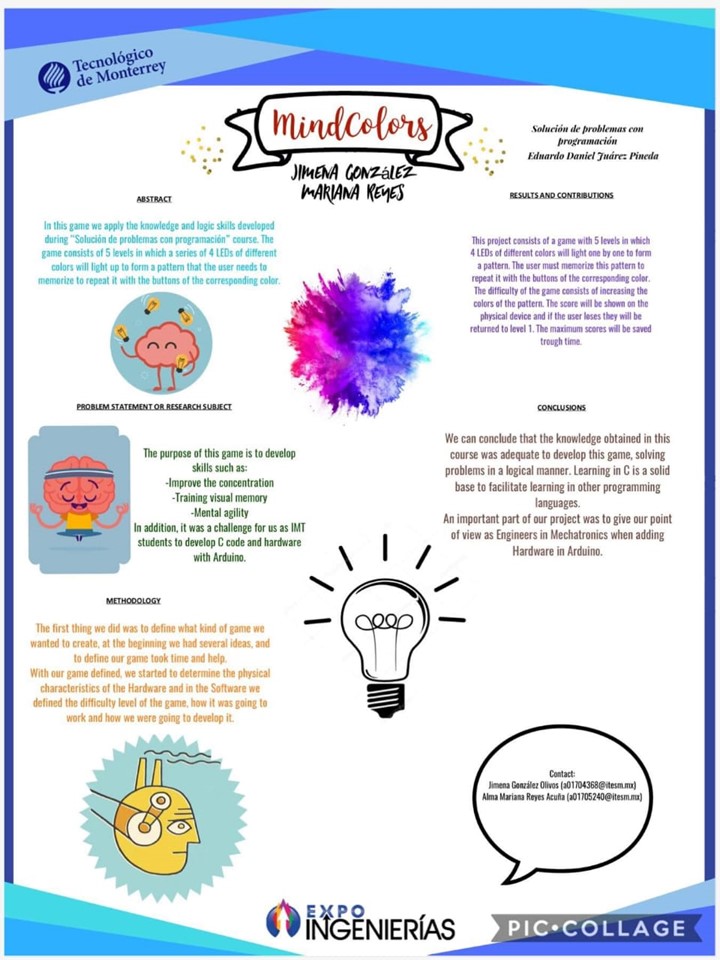 Tecnológico
de Monterrey
MindColors
JIMENA GONZáLEZ
MARIANA REYES
Solución de problemas con
programación
Eduardo Daniel Juárez Pineda
ABSTRACT
In this game we apply the knowledge and logic skills developed
during "Solución de problemas con programación" course. The
game consists of 5 levels in which a series of 4 LEDs of different
colors will light up to form a pattern that the user needs to
memorize to repeat it with the buttons of the corresponding color.
PROBLEM STATEMENT OR RESEARCH SUBJECT
The purpose of this game is to develop
skills such as:
-Improve the concentration
-Training visual memory
-Mental agility
In addition, it was a challenge for us as IMT
students to develop C code and hardware
with Arduino.
METHODOLOGY
The first thing we did was to define what kind of game we
wanted to create, at the beginning we had several ideas, and
to define our game took time and help.
With our game defined, we started to determine the physical
characteristics of the Hardware and in the Software we
defined the difficulty level of the game, how it was going to
work and how we were going to develop it.
RESULTS AND CONTRIBUTIONS
This project consists of a game with 5 levels in which
4 LEDs of different colors will light one by one to form
a pattern. The user must memorize this pattern to
repeat it with the buttons of the corresponding color.
The difficulty of the game consists of increasing the
colors of the pattern. The score will be shown on the
physical device and if the user loses they will be
returned to level 1. The maximum scores will be saved
trough time.
CONCLUSIONS
We can conclude that the knowledge obtained in this
course was adequate to develop this game, solving
problems in a logical manner. Learning in C is a solid
base to facilitate learning in other programming
languages.
An important part of our project was to give our point
of view as Engineers in Mechatronics when adding
Hardware in Arduino.
Contact:
Jimena González Olivos (a01704368@itesm.mx)
Alma Mariana Reyes Acuña (a01705240@itesm.mx)
EXPO
INGENIERÍAS
PIC•COLLAGE